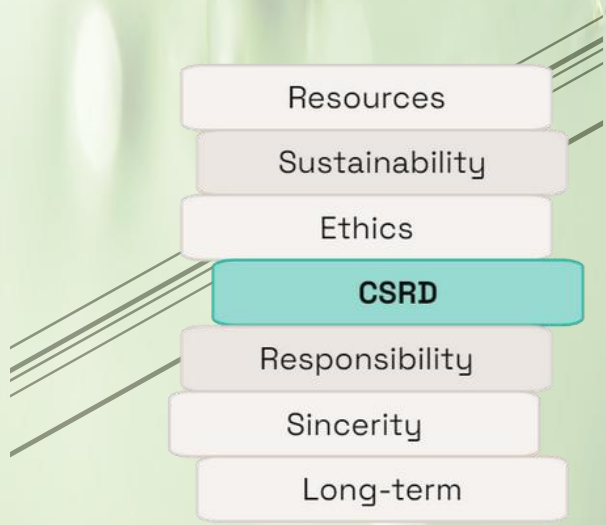 Resources
Sustainability
Ethics
CSRD
Responsibility
Sincerity
Long-term